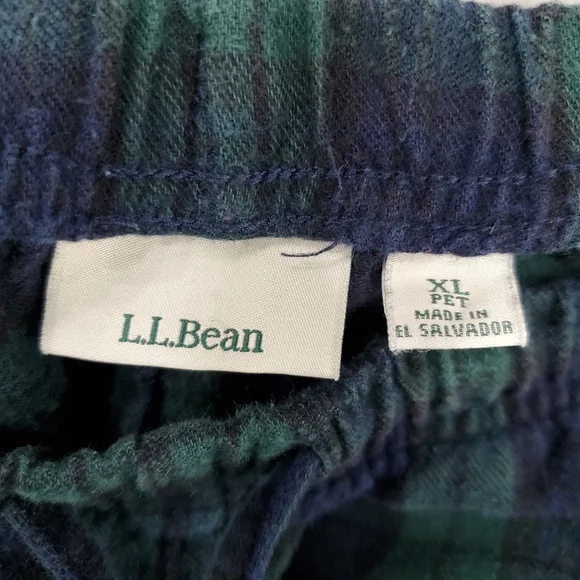 L.L.Bean
XL
PET
MADE IN
EL SALVADOR